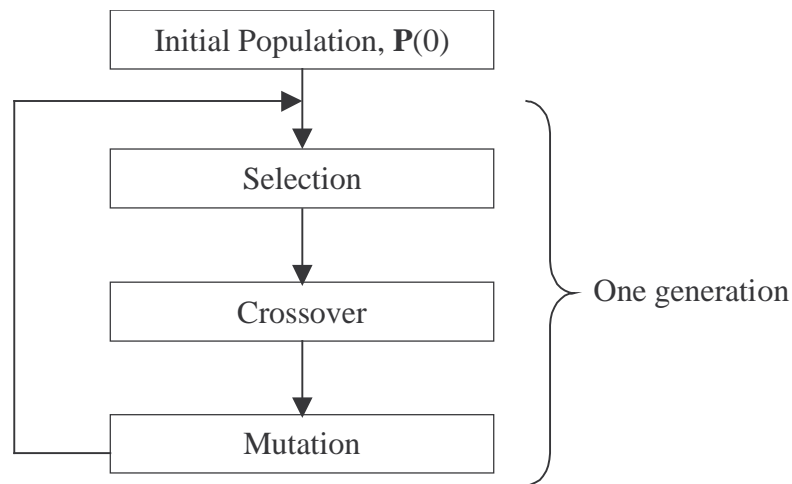 Initial Population, P(0)
Selection
Crossover
One generation
Mutation